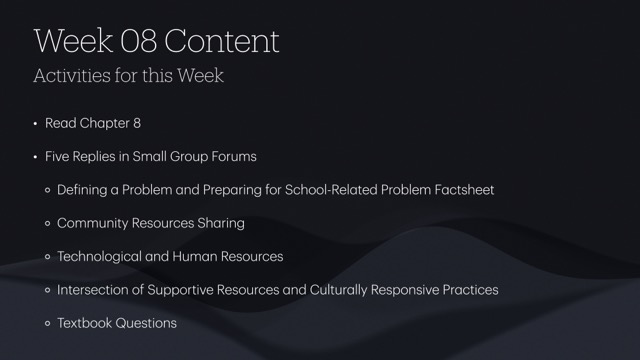 Week 08 Content
Activities for this Week
• Read Chapter 8
• Five Replies in Small Group Forums
◦ Defining a Problem and Preparing for School-Related Problem Factsheet
◦ Community Resources Sharing
◦ Technological and Human Resources
◦ Intersection of Supportive Resources and Culturally Responsive Practices
◦ Textbook Questions